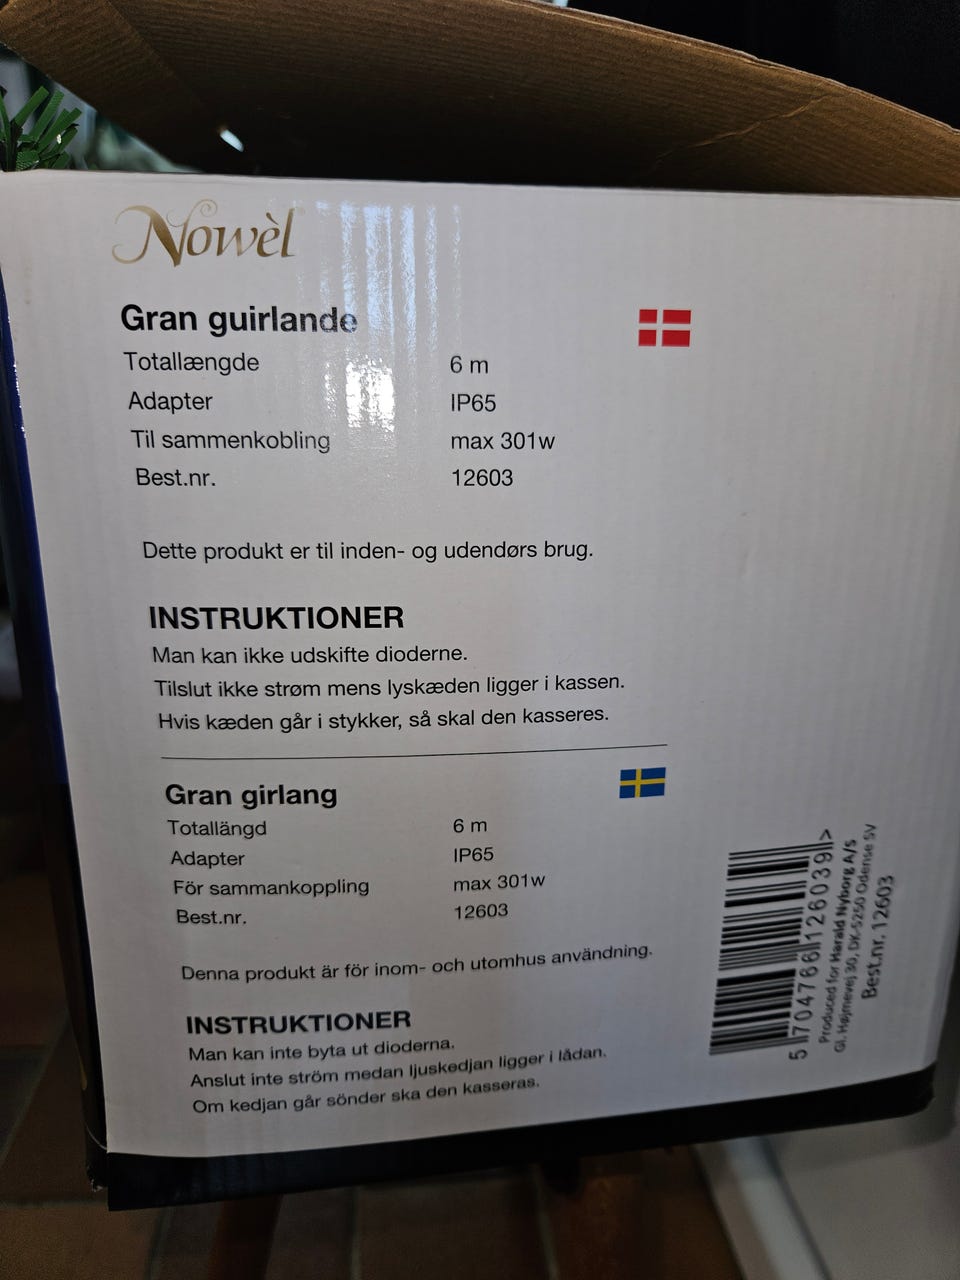 Nowèl
Gran guirlande
Totallængde 6 m
Adapter IP65
Til sammenkobling max 301w
Best.nr. 12603
Dette produkt er til inden- og udendørs brug.
INSTRUKTIONER
Man kan ikke udskifte dioderne.
Tilslut ikke strøm mens lyskæden ligger i kassen.
Hvis kæden går i stykker, så skal den kasseres.
Gran girlang
Totallängd 6 m
Adapter IP65
För sammankoppling max 301w
Best.nr. 12603
Denna produkt är för inom- och utomhus användning.
INSTRUKTIONER
Man kan inte byta ut dioderna.
Anslut inte ström medan ljuskedjan ligger i lådan.
Om kedjan går sönder ska den kasseras.
5 704766 126039 >
Produced for Harald Nyborg A/S
Gl. Højmevej 30, DK-5250 Odense SV
Best.nr. 12603